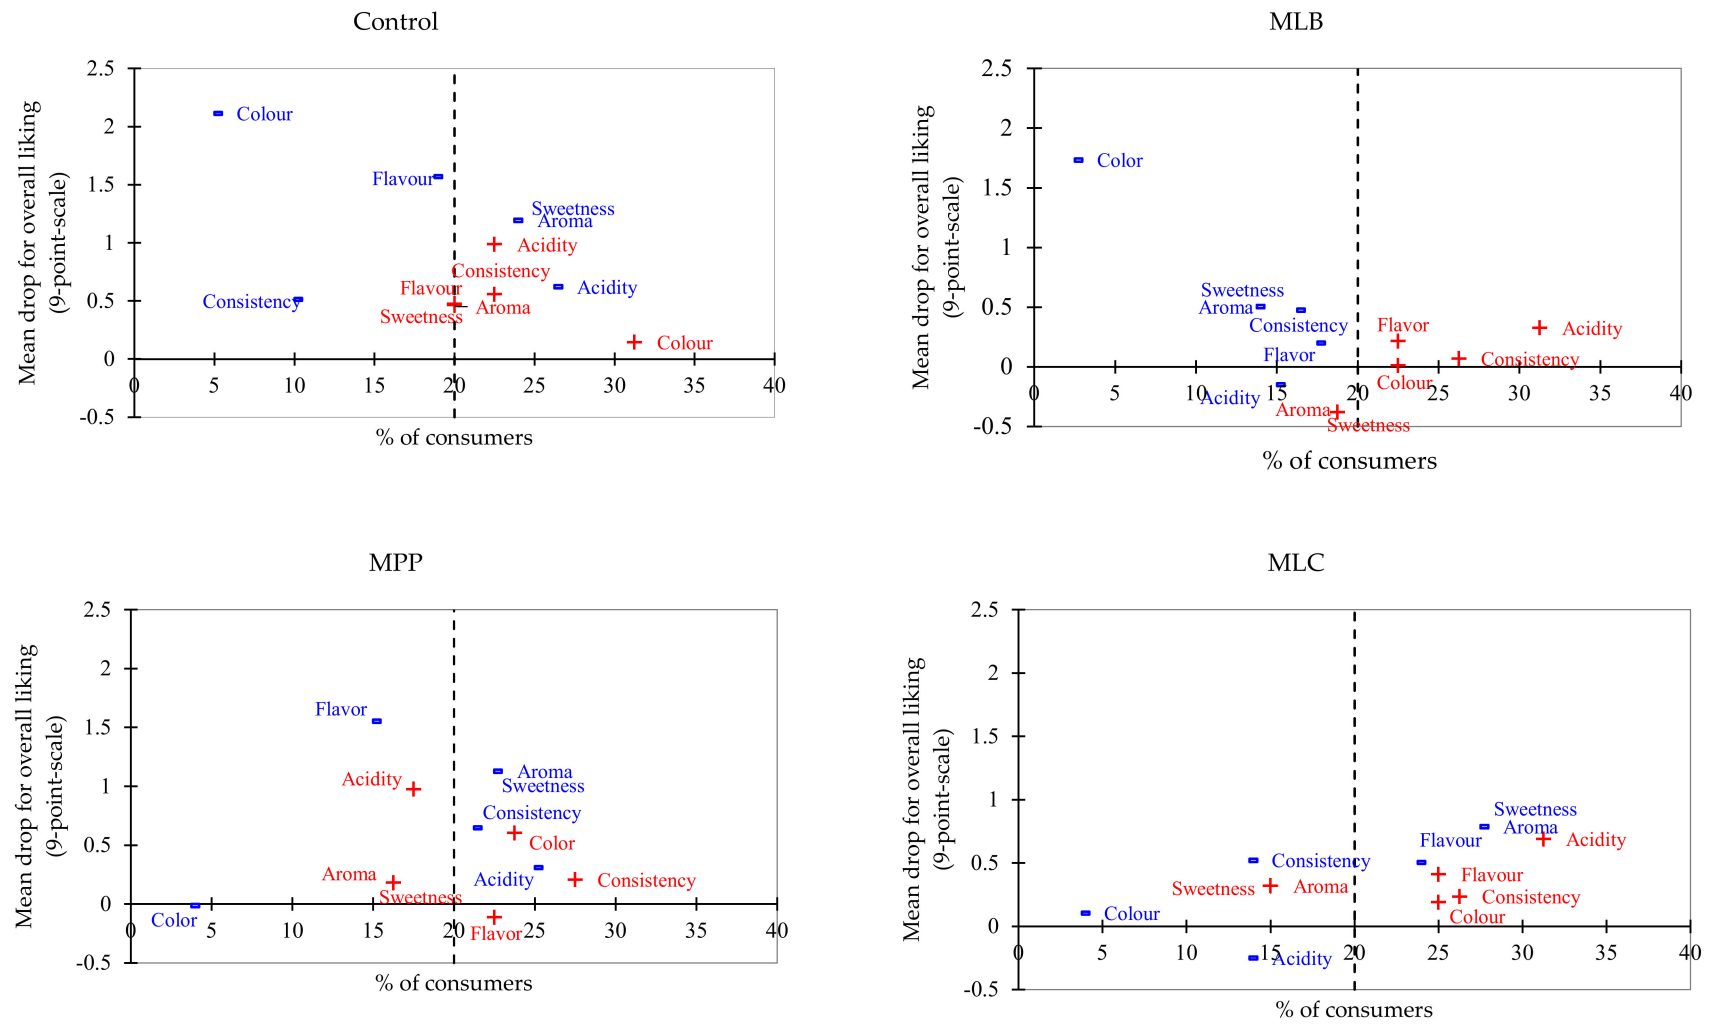 Control
Mean drop for overall liking
(9-point-scale)
2.5
2
1.5
1
0.5
0
-0.5
Colour
Flavour
Sweetness
Aroma
Acidity
Consistency
Flavour
Acidity
Consistency
Aroma
Sweetness
Colour
0 5 10 15 20 25 30 35 40
% of consumers
MLB
Mean drop for overall liking
(9-point-scale)
2.5
2
1.5
1
0.5
0
-0.5
Color
Sweetness
Aroma
Consistency
Flavor
Flavor
Acidity
Consistency
Colour
0 5 10 15 20 25 30 35 40
Acidity
Aroma
Sweetness
% of consumers
MPP
Mean drop for overall liking
(9-point-scale)
2.5
2
1.5
1
0.5
0
-0.5
Flavor
Acidity
Aroma
Sweetness
Consistency
Color
Aroma
Acidity
Consistency
Sweetness
Color
0 5 10 15 20 25 30 35 40
Flavor
% of consumers
MLC
Mean drop for overall liking
(9-point-scale)
2.5
2
1.5
1
0.5
0
-0.5
Sweetness
Aroma
Flavour
Acidity
Consistency
Flavour
Sweetness
Aroma
Consistency
Colour
Colour
0 5 10 15 20 25 30 35 40
Acidity
% of consumers